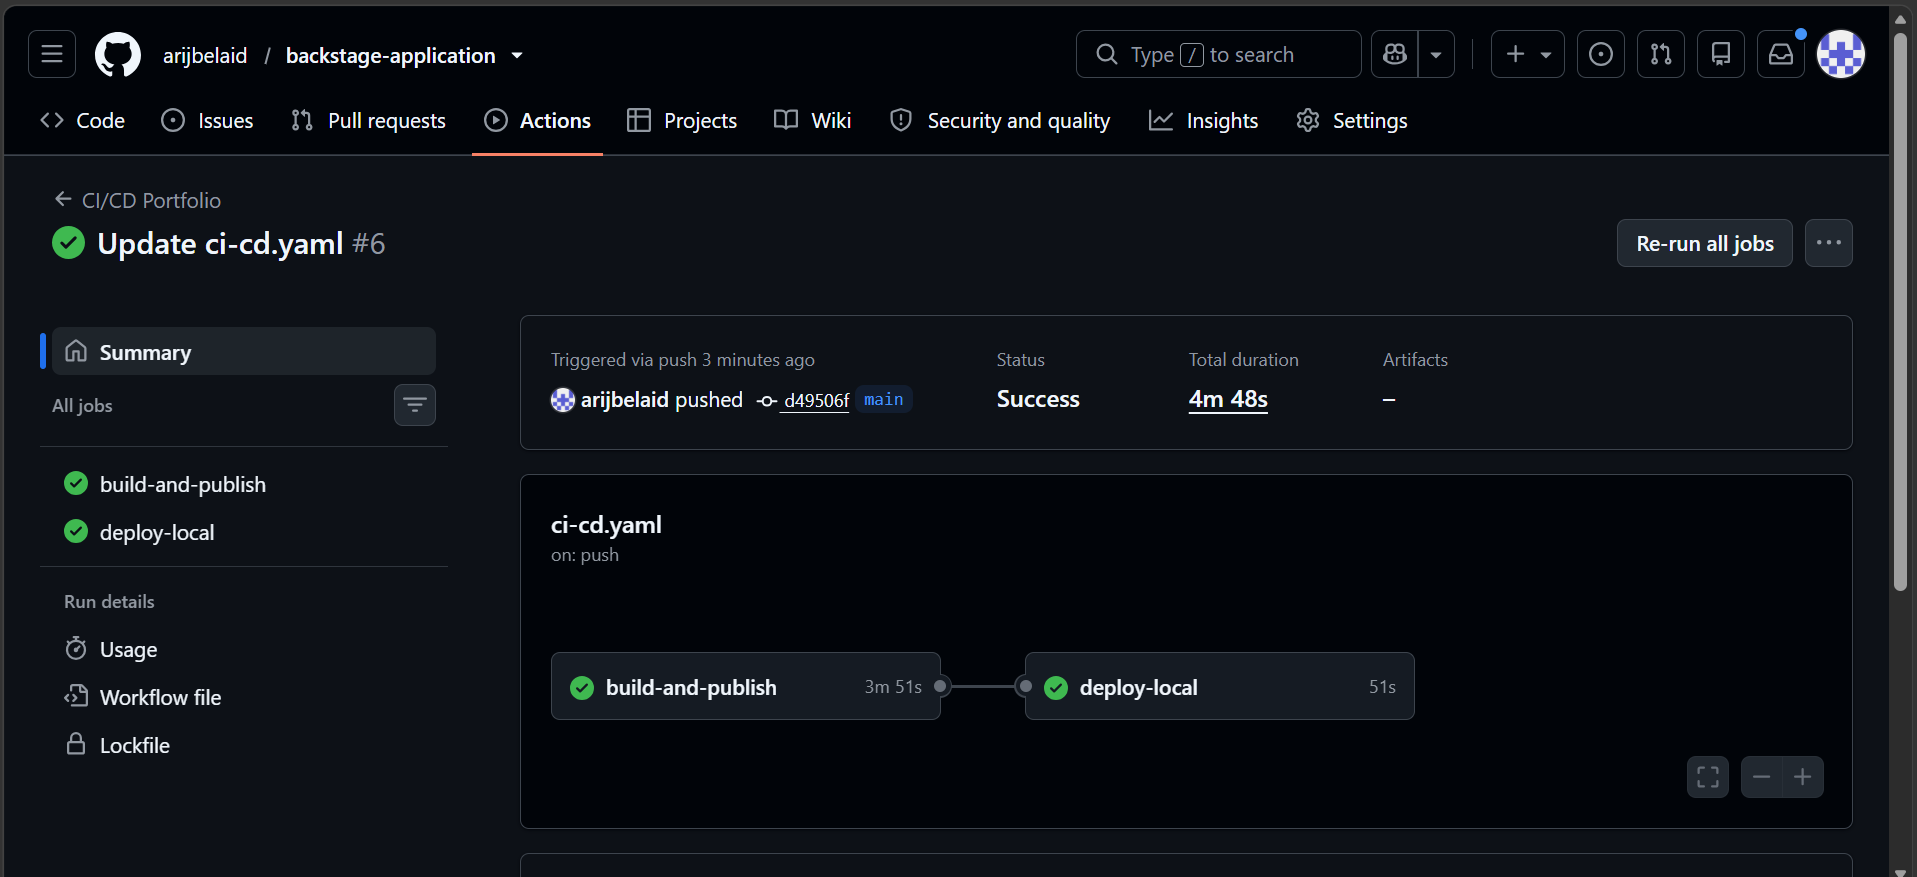 arijbelaid / backstage-application
Type / to search
Code
Issues
Pull requests
Actions
Projects
Wiki
Security and quality
Insights
Settings
CI/CD Portfolio
Update ci-cd.yaml #6
Re-run all jobs
Summary
All jobs
build-and-publish
deploy-local
Run details
Usage
Workflow file
Lockfile
Triggered via push 3 minutes ago
arijbelaid pushed d49506f main
Status
Success
Total duration
4m 48s
Artifacts
–
ci-cd.yaml
on: push
build-and-publish 3m 51s
deploy-local 51s